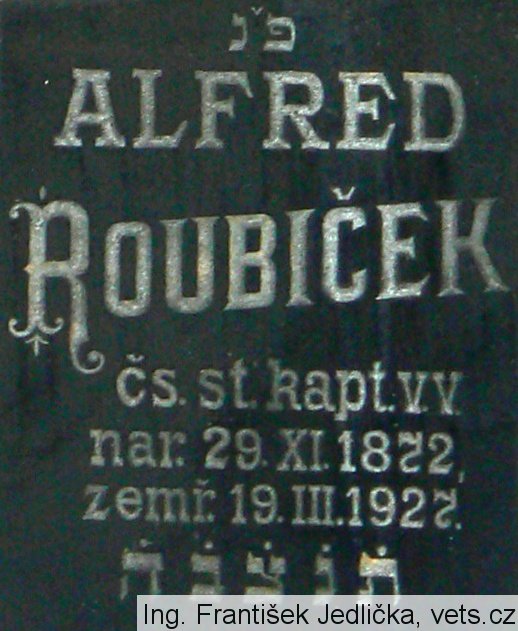 פ״נ
ALFRED
ROUBIČEK
čs. št. kapt. v.v.
nar. 29. XI. 1872,
zemř. 19. III. 1927.
ת׳נ׳צ׳ב׳ה׳
Ing. František Jedlička, vets.cz